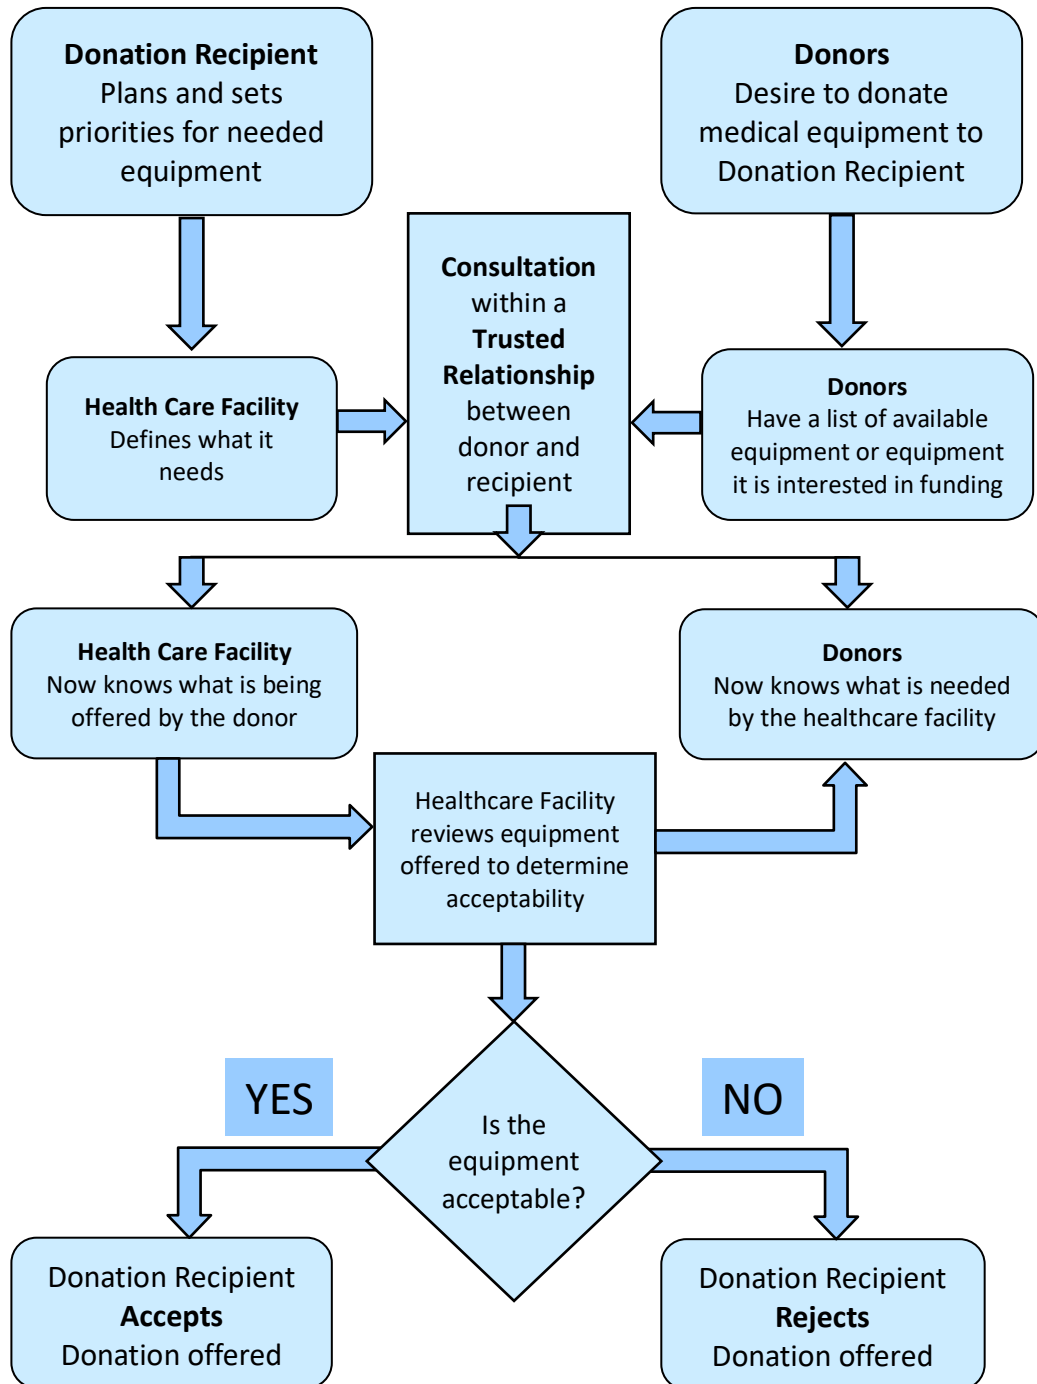 Donation Recipient
Plans and sets
priorities for needed
equipment
Donors
Desire to donate
medical equipment to
Donation Recipient
Consultation
within a
Trusted
Relationship
between
donor and
recipient
Health Care Facility
Defines what it
needs
Donors
Have a list of available
equipment or equipment
it is interested in funding
Health Care Facility
Now knows what is being
offered by the donor
Donors
Now knows what is needed
by the healthcare facility
Healthcare Facility
reviews equipment
offered to determine
acceptability
YES
NO
Is the
equipment
acceptable?
Donation Recipient
Accepts
Donation offered
Donation Recipient
Rejects
Donation offered